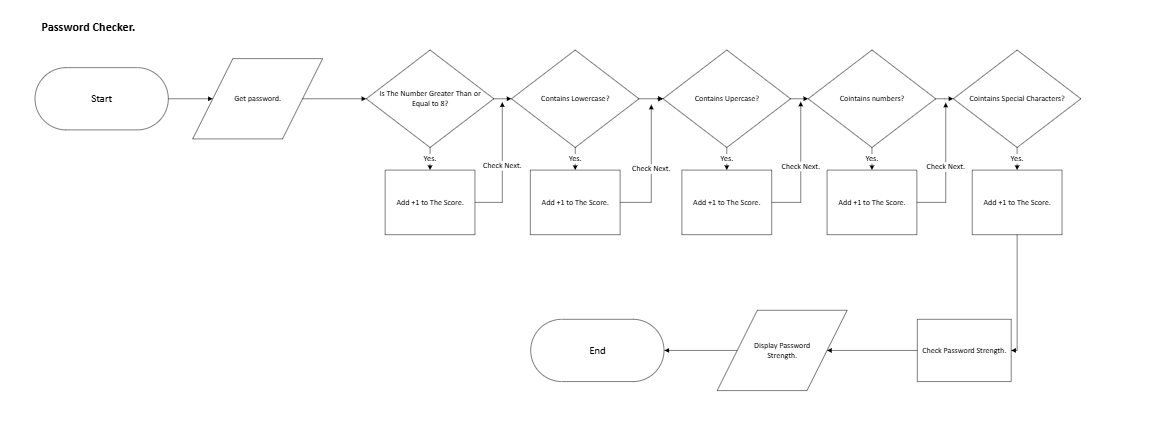 Password Checker.
Start
Get password.
Is The Number Greater Than or
Equal to 8?
Contains Lowercase?
Contains Upercase?
Cointains numbers?
Cointains Special Characters?
Yes.
Check Next.
Yes.
Check Next.
Yes.
Check Next.
Yes.
Check Next.
Yes.
Add +1 to The Score.
Add +1 to The Score.
Add +1 to The Score.
Add +1 to The Score.
Add +1 to The Score.
End
Display Password
Strength.
Check Password Strength.